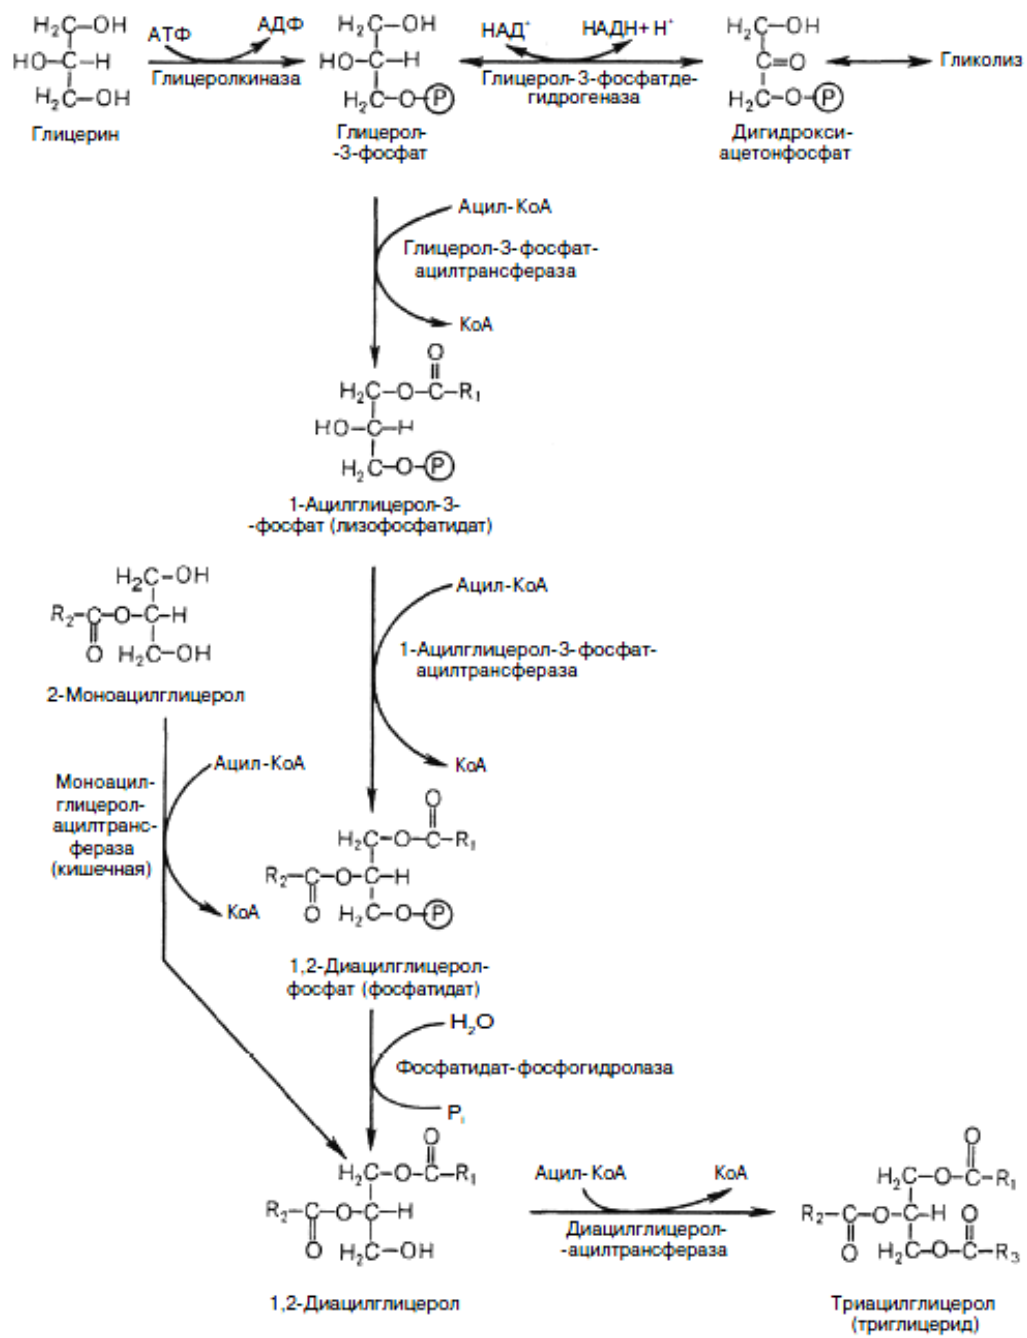 H₂C–OH
HO–C–H
H₂C–OH
Глицерин
АТФ
АДФ
Глицеролкиназа
H₂C–OH
HO–C–H
H₂C–O–P
Глицерол-
-3-фосфат
НАД⁺
НАДН+ Н⁺
Глицерол-3-фосфатде-
гидрогеназа
H₂C–OH
C=O
H₂C–O–P
Дигидрокси-
ацетонфосфат
Гликолиз
Ацил-КоА
Глицерол-3-фосфат-
ацилтрансфераза
КоА
O
H₂C–O–C–R₁
HO–C–H
H₂C–O–P
1-Ацилглицерол-3-
-фосфат (лизофосфатидат)
H₂C–OH
R₂–C–O–C–H
O H₂C–OH
2-Моноацилглицерол
Ацил-КоА
1-Ацилглицерол-3-фосфат-
ацилтрансфераза
КоА
Моноацил-
глицерол-
ацилтранс-
фераза
(кишечная)
Ацил-КоА
КоА
O
H₂C–O–C–R₁
R₂–C–O–C–H
O H₂C–O–P
1,2-Диацилглицерол-
фосфат (фосфатидат)
H₂O
Фосфатидат-фосфогидролаза
Pᵢ
O
H₂C–O–C–R₁
R₂–C–O–C–H
O H₂C–OH
1,2-Диацилглицерол
Ацил-КоА
КоА
Диацилглицерол-
-ацилтрансфераза
O
H₂C–O–C–R₁
R₂–C–O–C–H O
O H₂C–O–C–R₃
Триацилглицерол
(триглицерид)